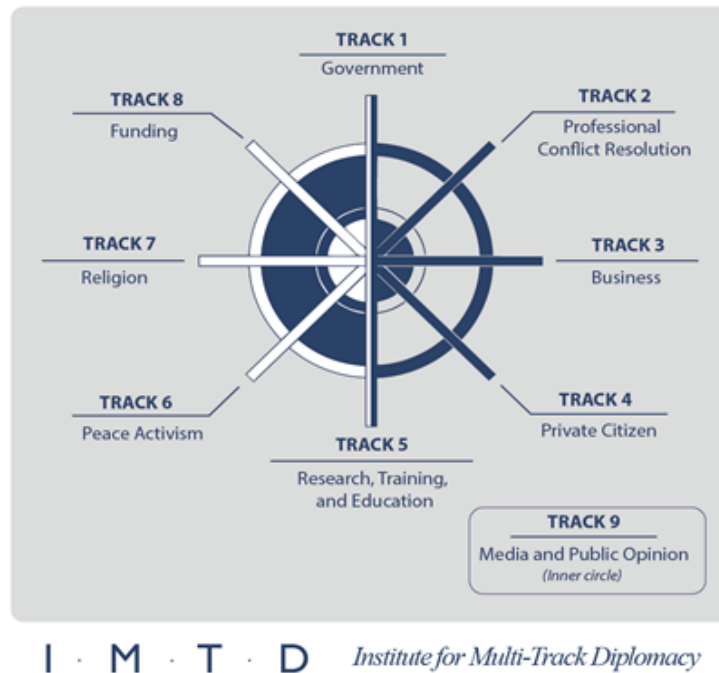 TRACK 1
Government
TRACK 8
Funding
TRACK 2
Professional
Conflict Resolution
TRACK 7
Religion
TRACK 3
Business
TRACK 6
Peace Activism
TRACK 4
Private Citizen
TRACK 5
Research, Training,
and Education
TRACK 9
Media and Public Opinion
(Inner circle)
I · M · T · D Institute for Multi-Track Diplomacy